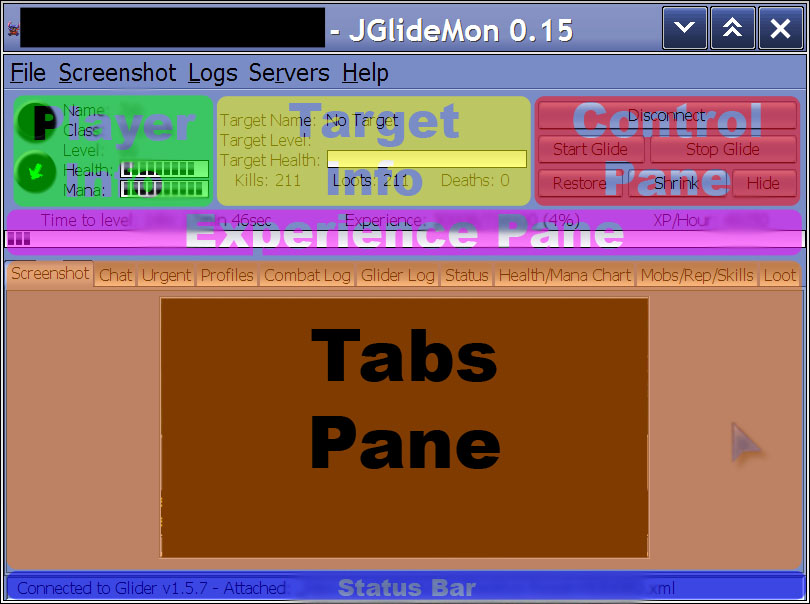 - JGlideMon 0.15
File Screenshot Logs Servers Help
Player
Info
Name:
Class
Level:
Health:
Mana:
Target
Info
Target Name: No Target
Target Level:
Target Health:
Kills: 211 Loots: 211 Deaths: 0
Control
Pane
Disconnect
Start Glide Stop Glide
Restore Shrink Hide
Experience Pane
Time to level: 46sec Experience: (4%) XP/Hour:
Screenshot Chat Urgent Profiles Combat Log Glider Log Status Health/Mana Chart Mobs/Rep/Skills Loot
Tabs
Pane
Connected to Glider v1.5.7 - Attached: .xml
Status Bar